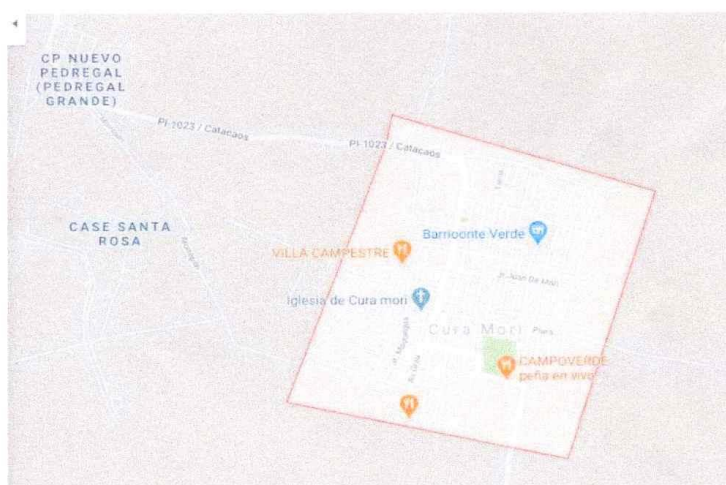 CP NUEVO
PEDREGAL
(PEDREGAL
GRANDE)
PI-1023 / Catacaos
PI-1023 / Catacaos
CASE SANTA
ROSA
Barrioonte Verde
VILLA CAMPESTRE
Iglesia de Cura mori
Cura Mori
Piura
CAMPOVERDE
peña en vivo